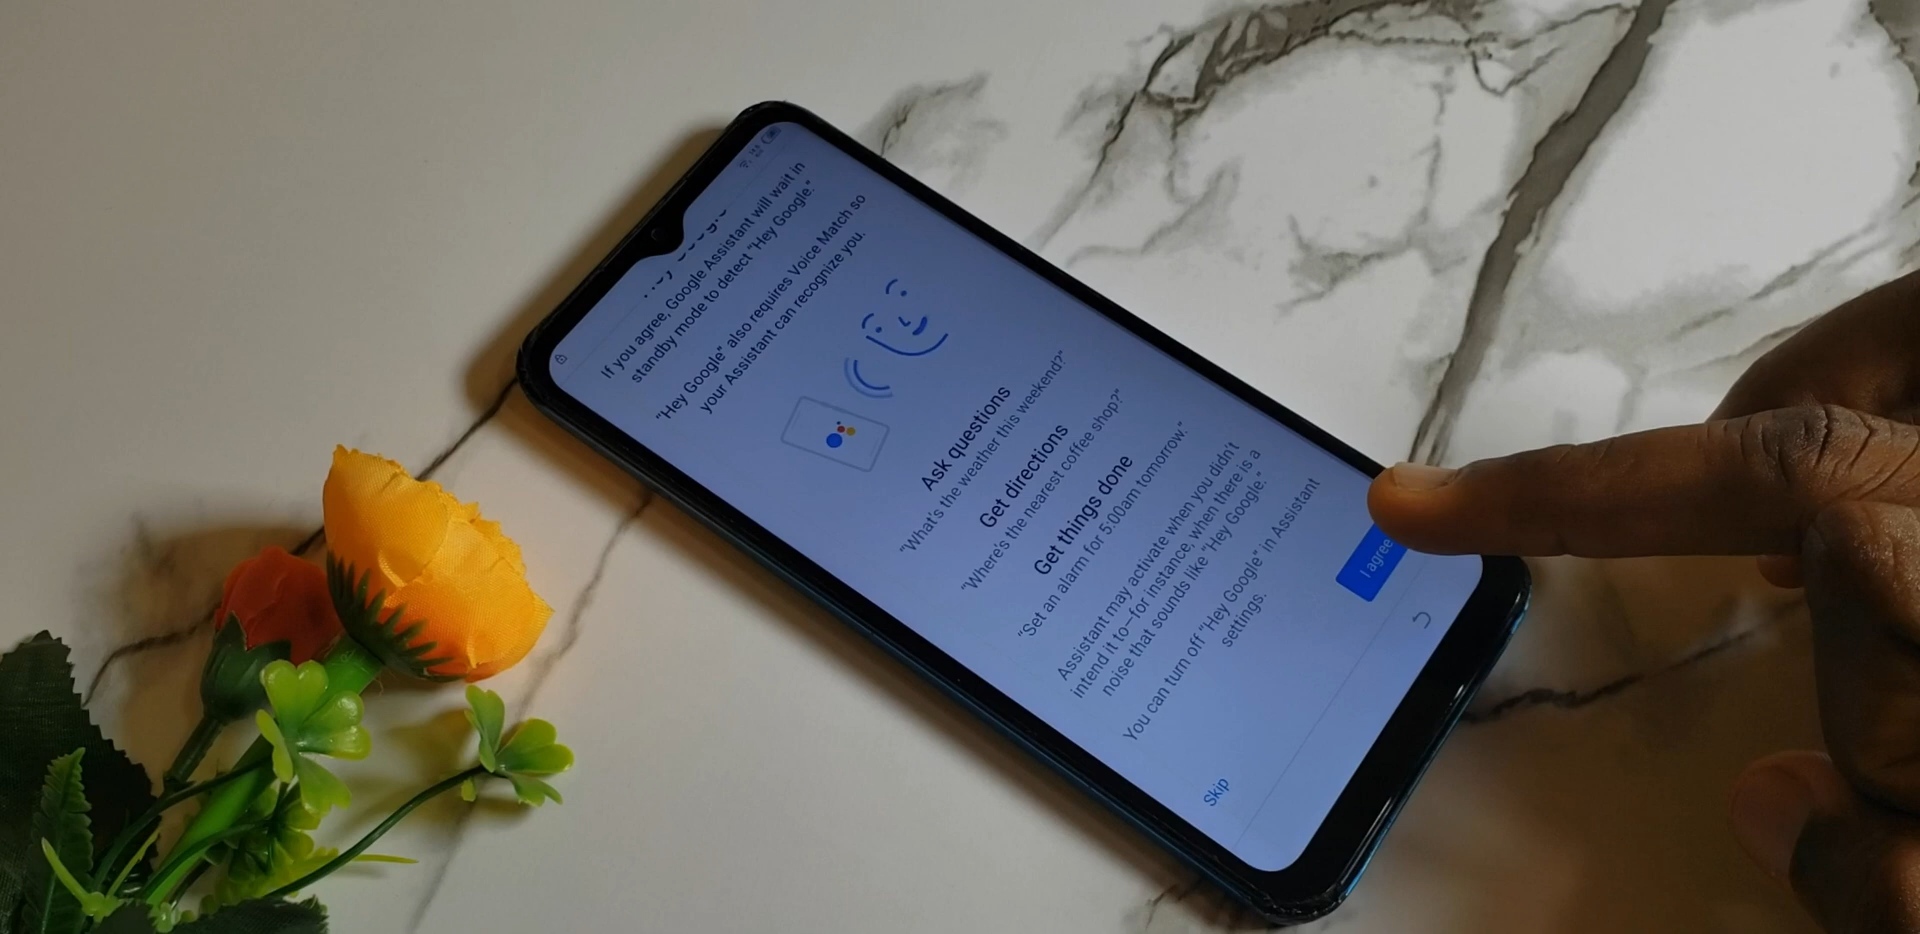 If you agree, Google Assistant will wait in
standby mode to detect "Hey Google."
"Hey Google" also requires Voice Match so
your Assistant can recognize you.
Ask questions
"What's the weather this weekend?"
Get directions
"Where's the nearest coffee shop?"
Get things done
"Set an alarm for 5:00am tomorrow."
Assistant may activate when you didn't
intend it to—for instance, when there is a
noise that sounds like "Hey Google."
You can turn off "Hey Google" in Assistant
settings.
Skip
I agree